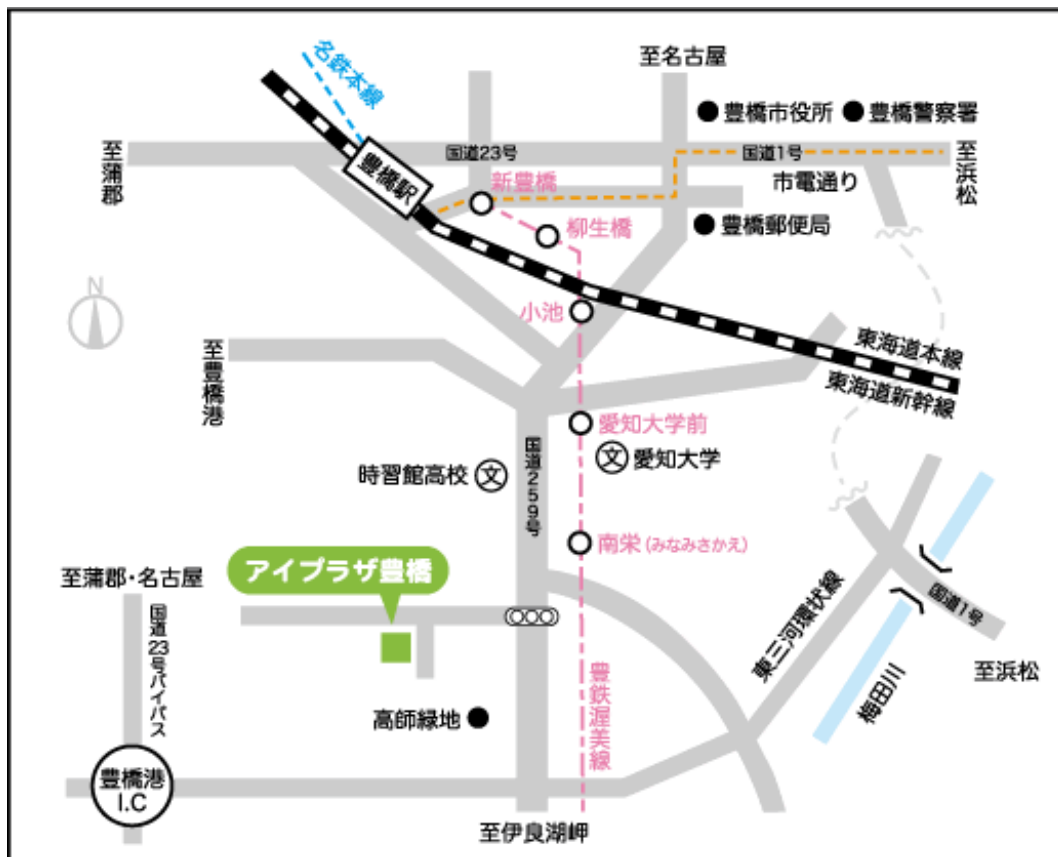 名鉄本線
至名古屋
豊橋市役所
豊橋警察署
至蒲郡
豊橋駅
国道23号
国道1号
至浜松
新豊橋
市電通り
柳生橋
豊橋郵便局
N
小池
至豊橋港
東海道本線
東海道新幹線
愛知大学前
国道259号
時習館高校
文
文
愛知大学
南栄(みなみさかえ)
アイプラザ豊橋
至蒲郡・名古屋
国道23号バイパス
東三河環状線
国道1号
至浜松
梅田川
豊鉄渥美線
高師緑地
豊橋港
I.C
至伊良湖岬